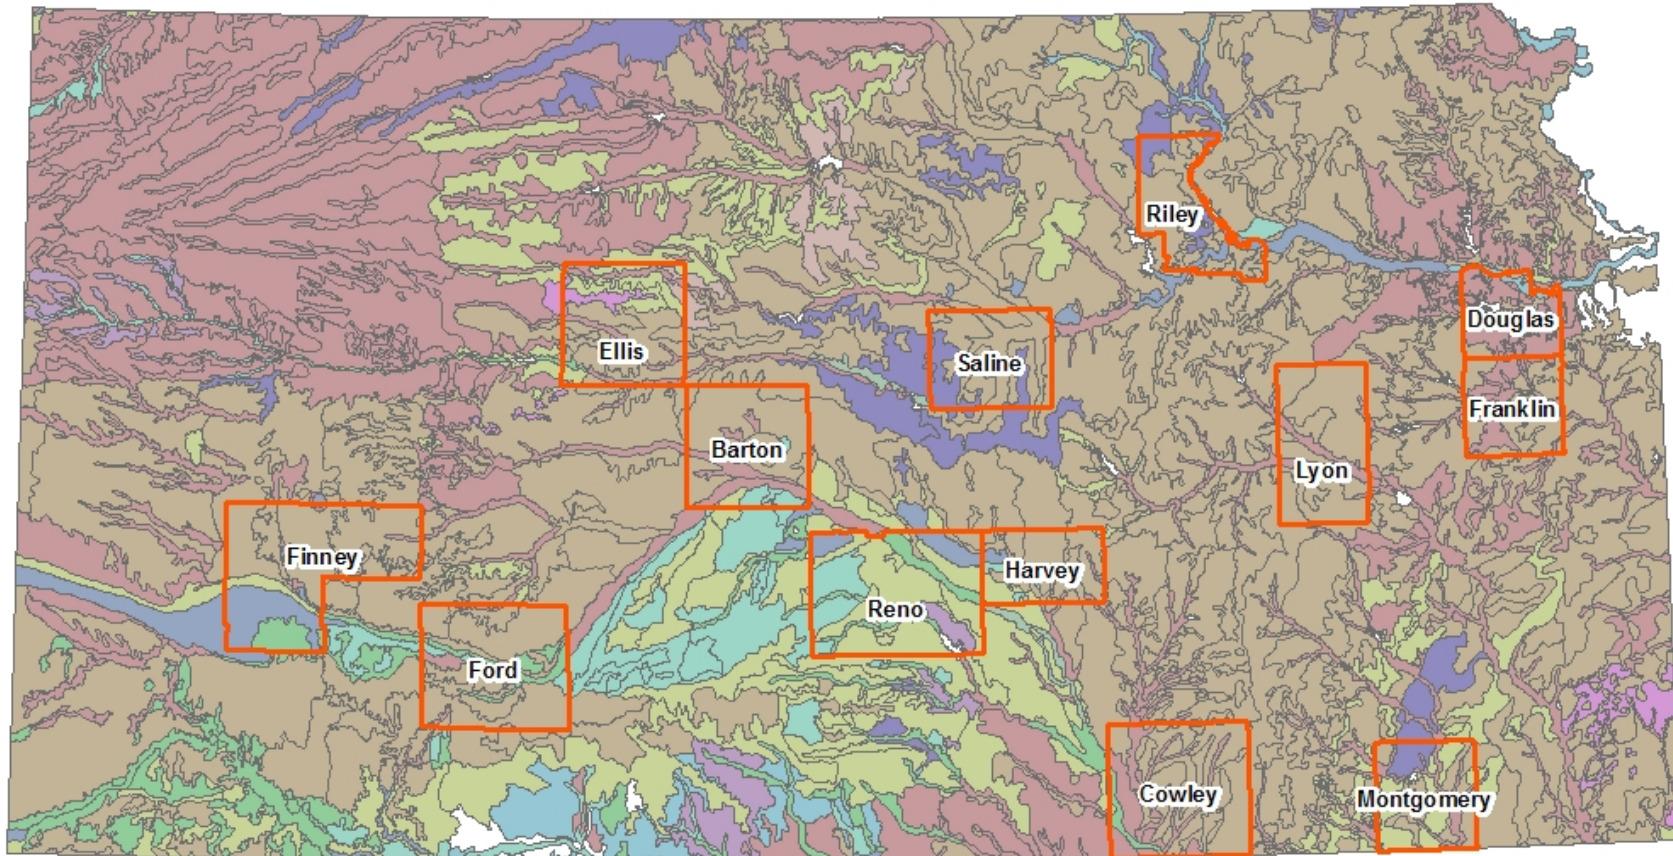 Riley
Douglas
Ellis
Saline
Franklin
Barton
Lyon
Finney
Harvey
Reno
Ford
Cowley
Montgomery